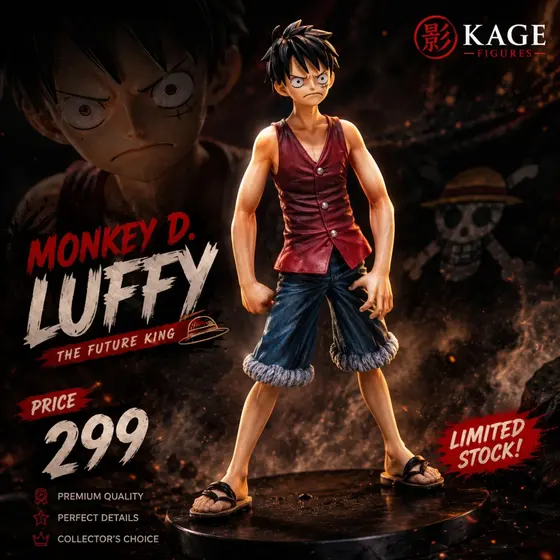 影 KAGE
FIGURES
MONKEY D.
LUFFY
THE FUTURE KING
PRICE
299
LIMITED
STOCK!
PREMIUM QUALITY
PERFECT DETAILS
COLLECTOR'S CHOICE